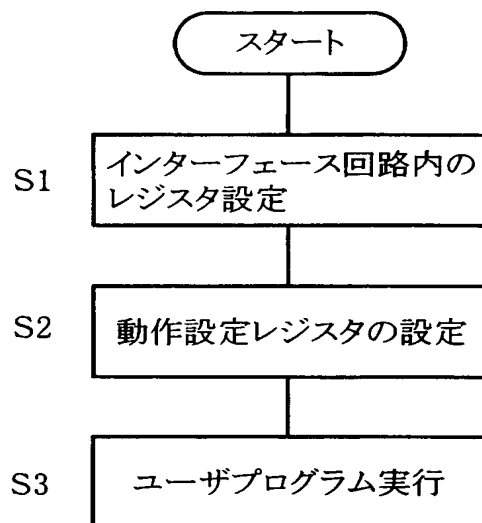 スタート
S1
インターフェース回路内の
レジスタ設定
S2
動作設定レジスタの設定
S3
ユーザプログラム実行